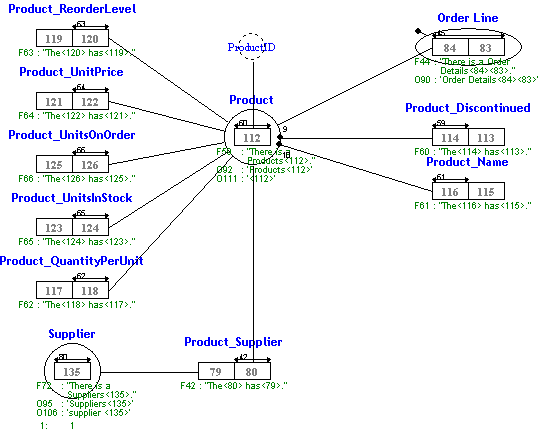 Product_ReorderLevel
63
119 120
F63 : "The<120> has<119>."
Product_UnitPrice
64
121 122
F64 : "The<122> has<121>."
Product_UnitsOnOrder
66
125 126
F66 : "The<126> has<125>."
Product_UnitsInStock
65
123 124
F65 : "The<124> has<123>."
Product_QuantityPerUnit
62
117 118
F62 : "The<118> has<117>."
ProductID
Product
60
112
9
10
F59 : "There is a
Products<112>."
O92 : 'Products<112>'
O111 : '<112>'
Order Line
45
84 83
F44 : "There is a Order
Details<84><83>."
O90 : 'Order Details<84><83>'
Product_Discontinued
59
114 113
F60 : "The<114> has<113>."
Product_Name
61
116 115
F61 : "The<116> has<115>."
Supplier
80
135
F72 : "There is a
Suppliers<135>."
O95 : 'Suppliers<135>'
O106 : 'supplier <135>'
1: 1
Product_Supplier
42
79 80
F42 : "The<80> has<79>."